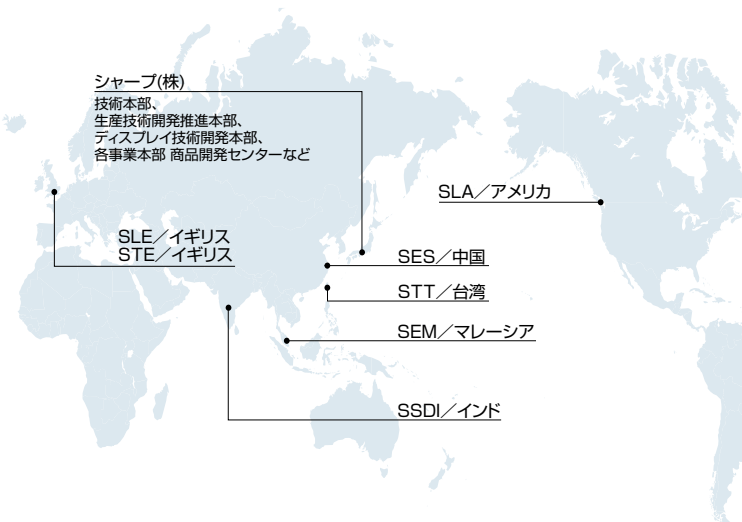 シャープ(株)
技術本部、
生産技術開発推進本部、
ディスプレイ技術開発本部、
各事業本部 商品開発センターなど
SLA／アメリカ
SLE／イギリス
STE／イギリス
SES／中国
STT／台湾
SEM／マレーシア
SSDI／インド